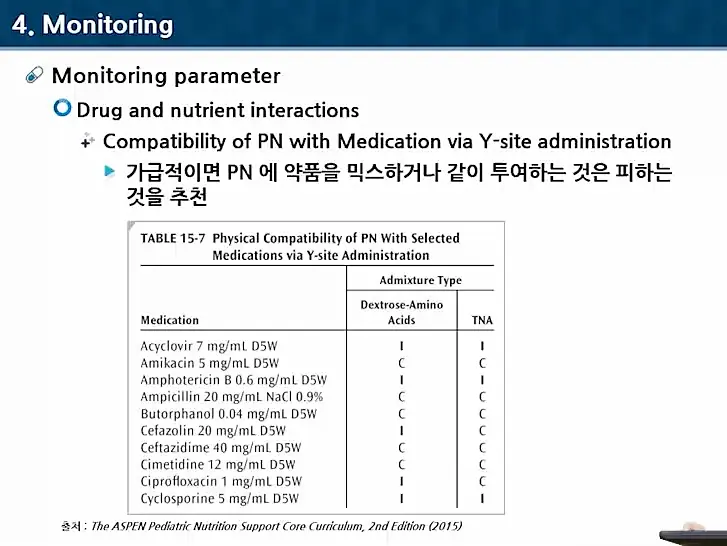 4. Monitoring
Monitoring parameter
Drug and nutrient interactions
Compatibility of PN with Medication via Y-site administration
가급적이면 PN 에 약품을 믹스하거나 같이 투여하는 것은 피하는
것을 추천
TABLE 15-7 Physical Compatibility of PN With Selected
Medications via Y-site Administration
Admixture Type
Dextrose-Amino
Medication Acids TNA
Acyclovir 7 mg/mL D5W I I
Amikacin 5 mg/mL D5W C C
Amphotericin B 0.6 mg/mL D5W I I
Ampicillin 20 mg/mL NaCl 0.9% C C
Butorphanol 0.04 mg/mL D5W C C
Cefazolin 20 mg/mL D5W I C
Ceftazidime 40 mg/mL D5W C C
Cimetidine 12 mg/mL D5W C C
Ciprofloxacin 1 mg/mL D5W I C
Cyclosporine 5 mg/mL D5W I I
출처 : The ASPEN Pediatric Nutrition Support Core Curriculum, 2nd Edition (2015)